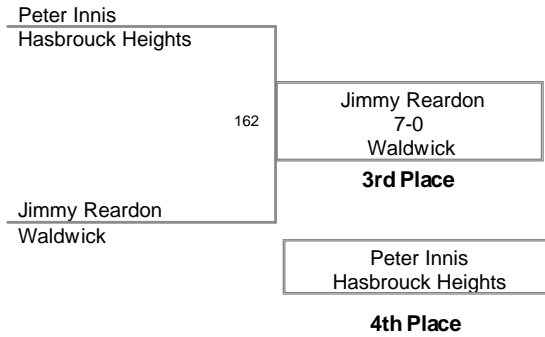 Peter Innis
Hasbrouck Heights
162
Jimmy Reardon
7-0
Waldwick
3rd Place
Jimmy Reardon
Waldwick
Peter Innis
Hasbrouck Heights
4th Place